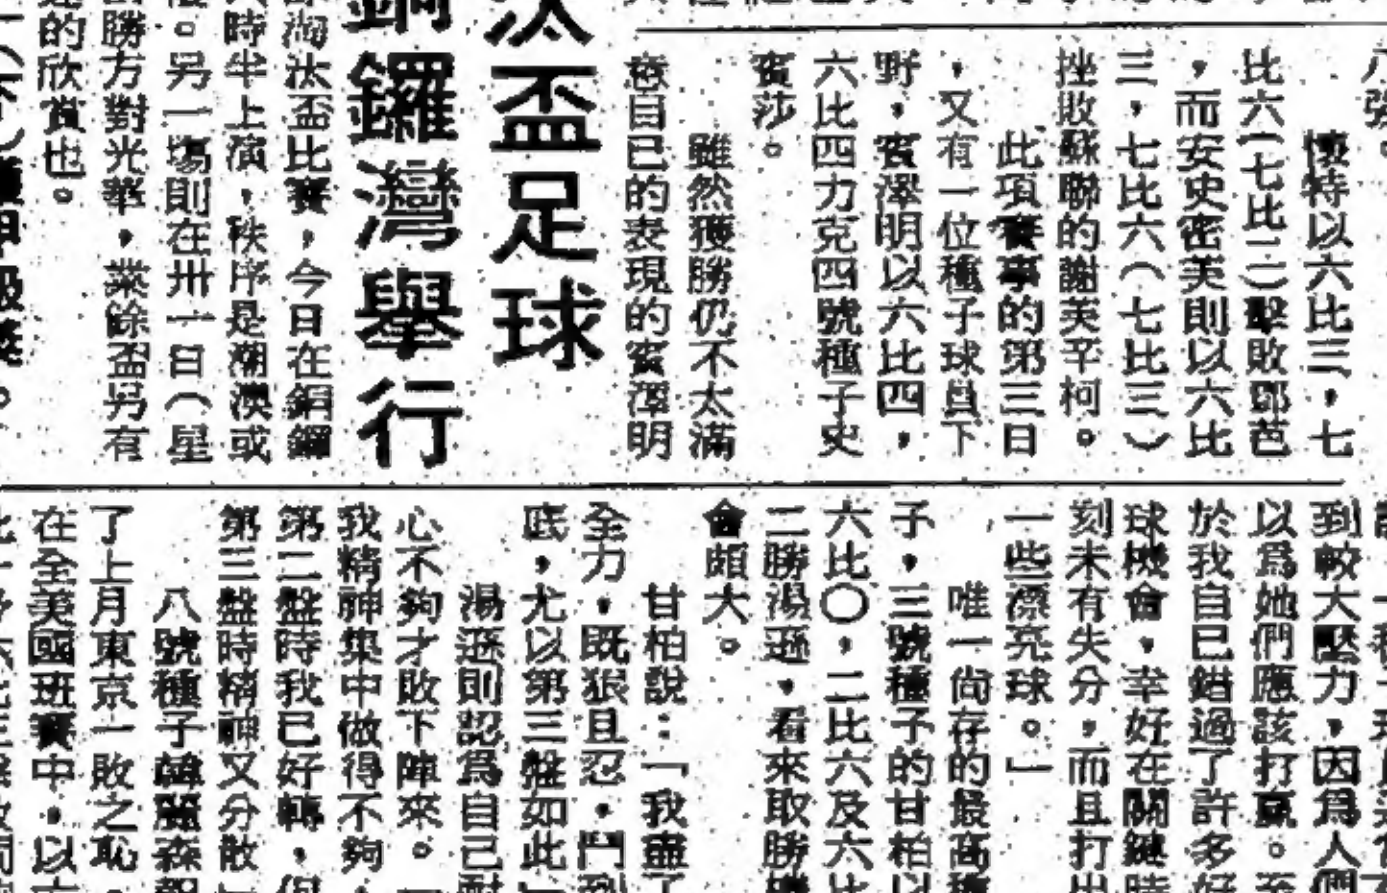 八強。
懷特以六比三，七
比六（七比二）擊敗鄧芭
，而安史密芙則以六比
三，七比六（七比三）
挫敗蘇聯的謝芙辛柯。
此項賽事的第三日
，又有一位種子球員下
野，賓澤明以六比四，
六比四力克四號種子史
賓莎。
雖然獲勝仍不太滿
意自己的表現的賓澤明
汰盃足球
銅鑼灣舉行
淘汰盃比賽，今日在銅鑼
時半上演，秩序是潮澳或
。另一場則在卅一日（星
勝方對光華，業餘盃另有
的欣賞也。
到較大壓力，因爲人們
以爲她們應該打贏。
於我自己錯過了許多好
球機會，幸好在關鍵時
刻未有失分，而且打出
一些漂亮球。」
唯一尚存的最高種
子，三號種子的甘柏以
六比〇，二比六及六比
二勝湯遜，看來取勝機
會頗大。
甘柏說：「我盡了
全力，既狠且忍，鬥到
底，尤以第三盤如此」
湯遜則認爲自己耐
心不夠才敗下陣來。「
我精神集中做得不夠，
第二盤時我已好轉，但
第三盤時精神又分散」
八號種子
了上月東京一敗之恥，
在全美國班賽中，以